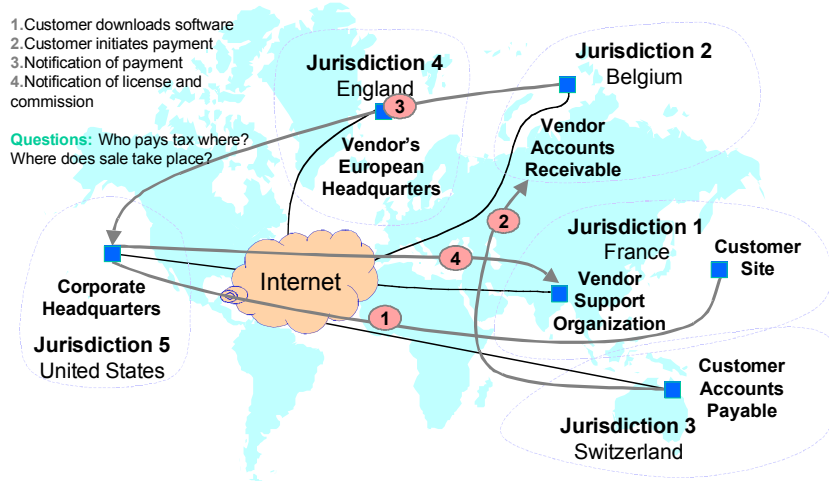 1.Customer downloads software
2.Customer initiates payment
3.Notification of payment
4.Notification of license and
commission
Questions: Who pays tax where?
Where does sale take place?
Jurisdiction 4
England
3
Vendor's
European
Headquarters
Jurisdiction 2
Belgium
Vendor
Accounts
Receivable
2
Jurisdiction 1
France
Customer
Site
4
Vendor
Support
Organization
Internet
1
Corporate
Headquarters
Jurisdiction 5
United States
Customer
Accounts
Payable
Jurisdiction 3
Switzerland